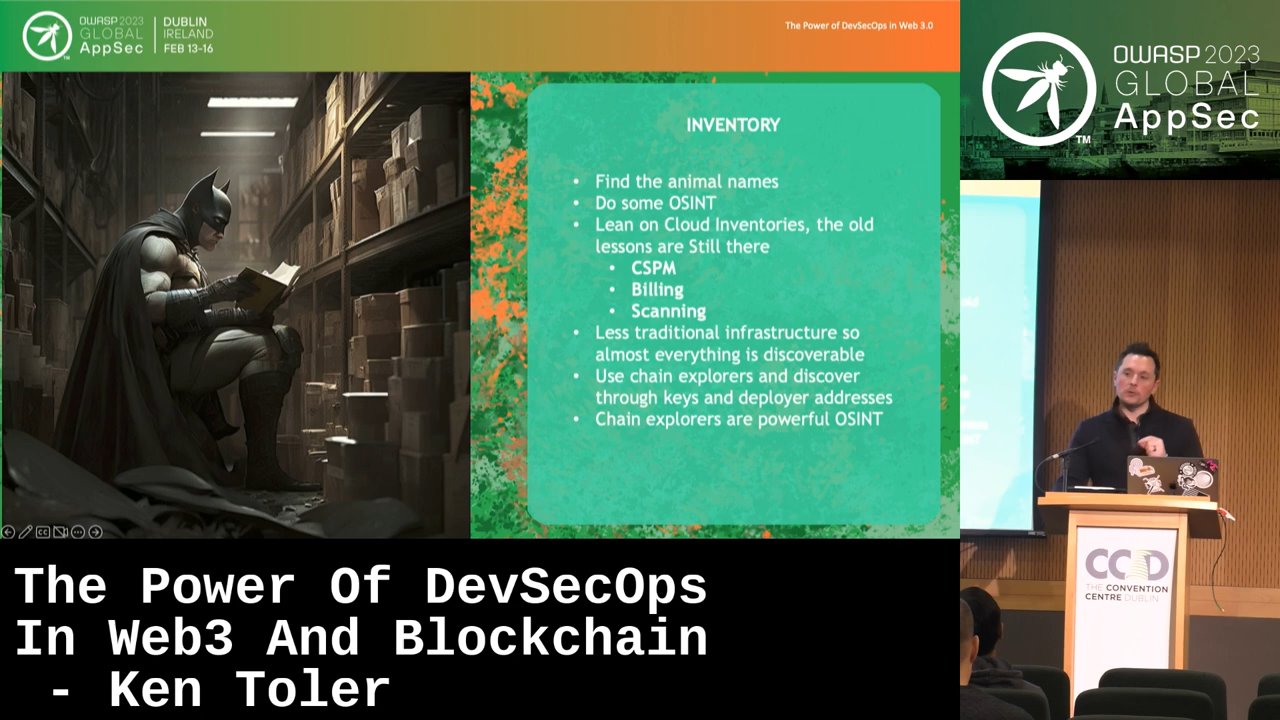 OWASP 2023
GLOBAL
AppSec
DUBLIN
IRELAND
FEB 13-16
The Power of DevSecOps in Web 3.0
INVENTORY
• Find the animal names
• Do some OSINT
• Lean on Cloud Inventories, the old
lessons are Still there
• CSPM
• Billing
• Scanning
• Less traditional infrastructure so
almost everything is discoverable
• Use chain explorers and discover
through keys and deployer addresses
• Chain explorers are powerful OSINT
CC
The Power Of DevSecOps
In Web3 And Blockchain
- Ken Toler
OWASP 2023
GLOBAL
AppSec
TM
CCD
THE CONVENTION
CENTRE DUBLIN